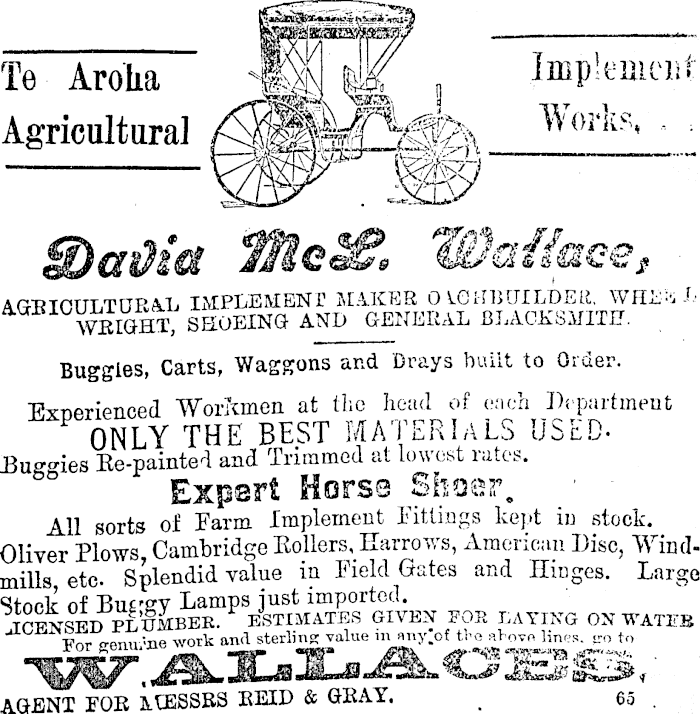 Te Aroha Agricultural Implement Works, . .
David McL. Wallace,
AGRICULTURAL IMPLEMENT MAKER OACHBUILDER, WHEEL
WRIGHT, SHOEING AND GENERAL BLACKSMITH.
Buggies, Carts, Waggons and Drays built to Order.
Experienced Workmen at the head of each Department
ONLY THE BEST MATERIALS USED.
Buggies Re-painted and Trimmed at lowest rates.
Expert Horse Shoer.
All sorts of Farm Implement Fittings kept in stock.
Oliver Plows, Cambridge Rollers, Harrows, American Disc, Wind-
mills, etc. Splendid value in Field Gates and Hinges. Large
Stock of Buggy Lamps just imported.
LICENSED PLUMBER. ESTIMATES GIVEN FOR LAYING ON WATER
For genuine work and sterling value in any of the above lines, go to
WALLACES,
AGENT FOR MESSRS REID & GRAY. 65